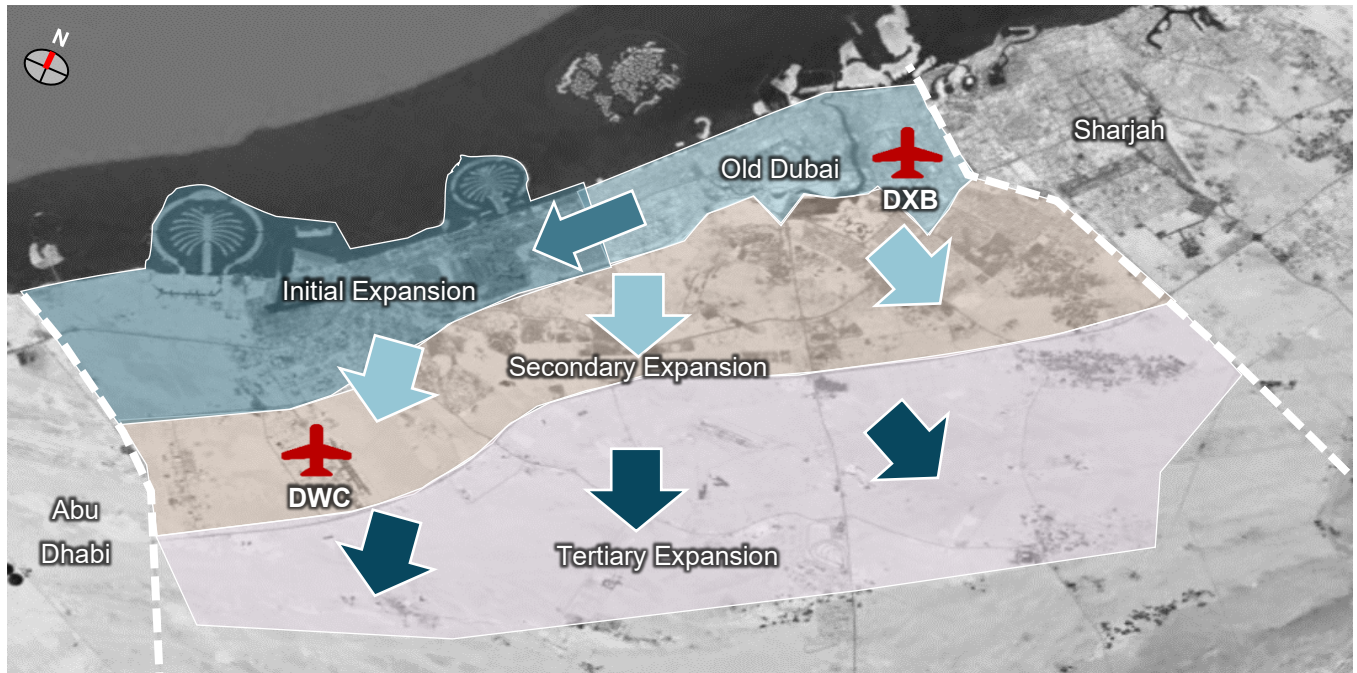 N
Sharjah
Old Dubai
DXB
Initial Expansion
Secondary Expansion
DWC
Abu
Dhabi
Tertiary Expansion